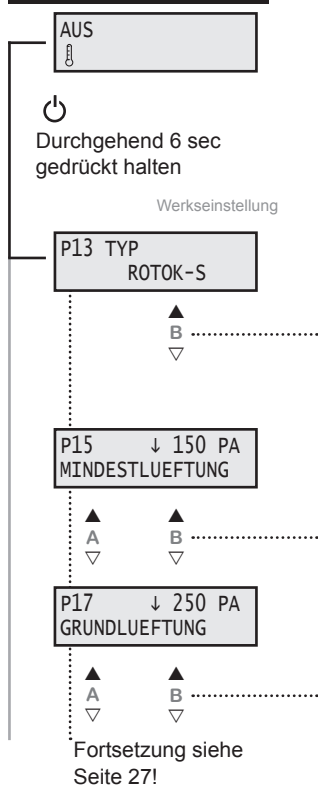 AUS
Durchgehend 6 sec
gedrückt halten
Werkseinstellung
P13 TYP
ROTOK-S
B
P15 ↓ 150 PA
MINDESTLUEFTUNG
A B
P17 ↓ 250 PA
GRUNDLUEFTUNG
A B
Fortsetzung siehe
Seite 27!